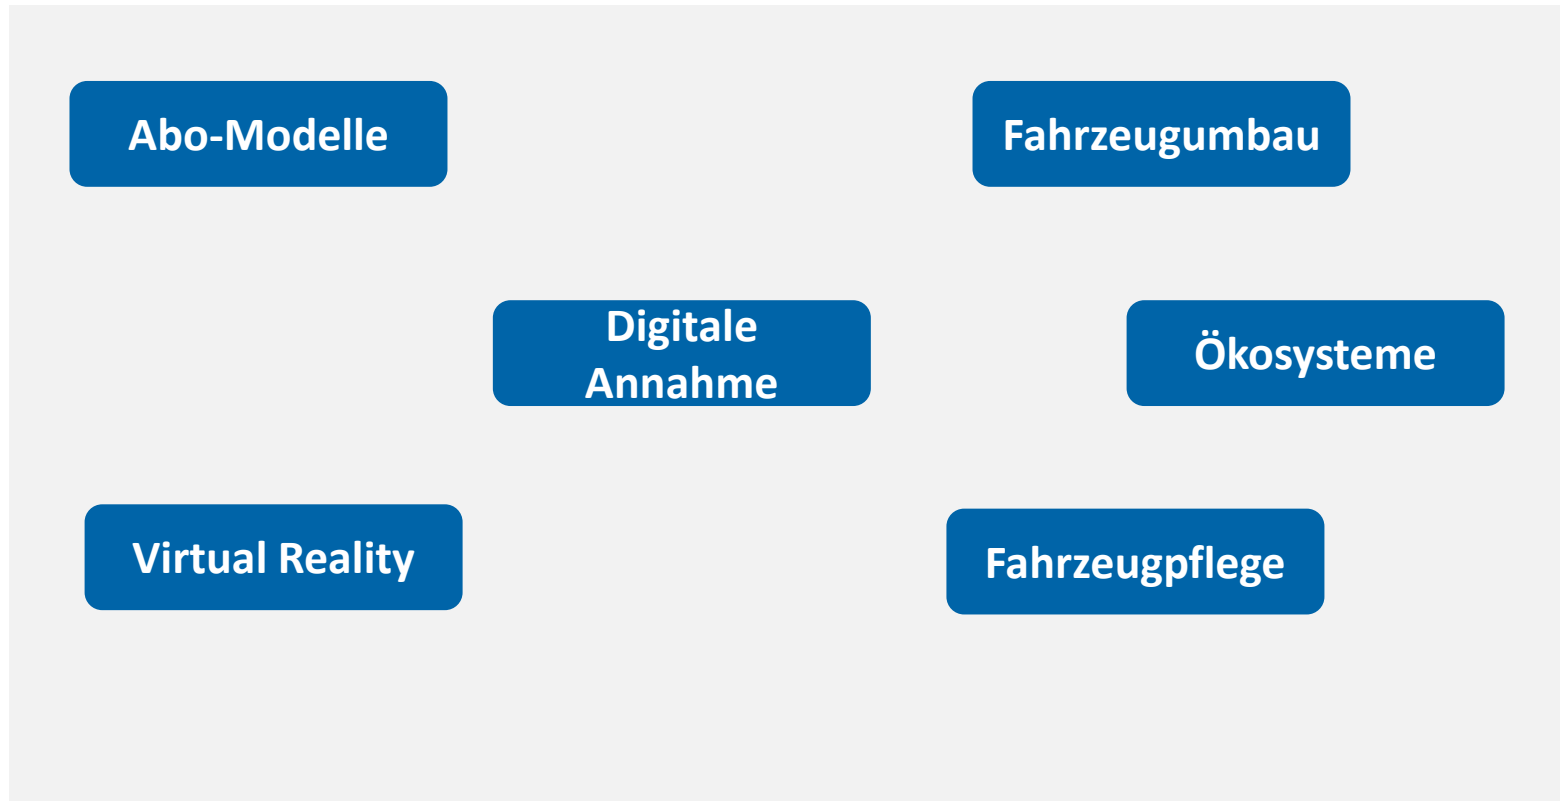 Abo-Modelle
Fahrzeugumbau
Digitale
Annahme
Ökosysteme
Virtual Reality
Fahrzeugpflege